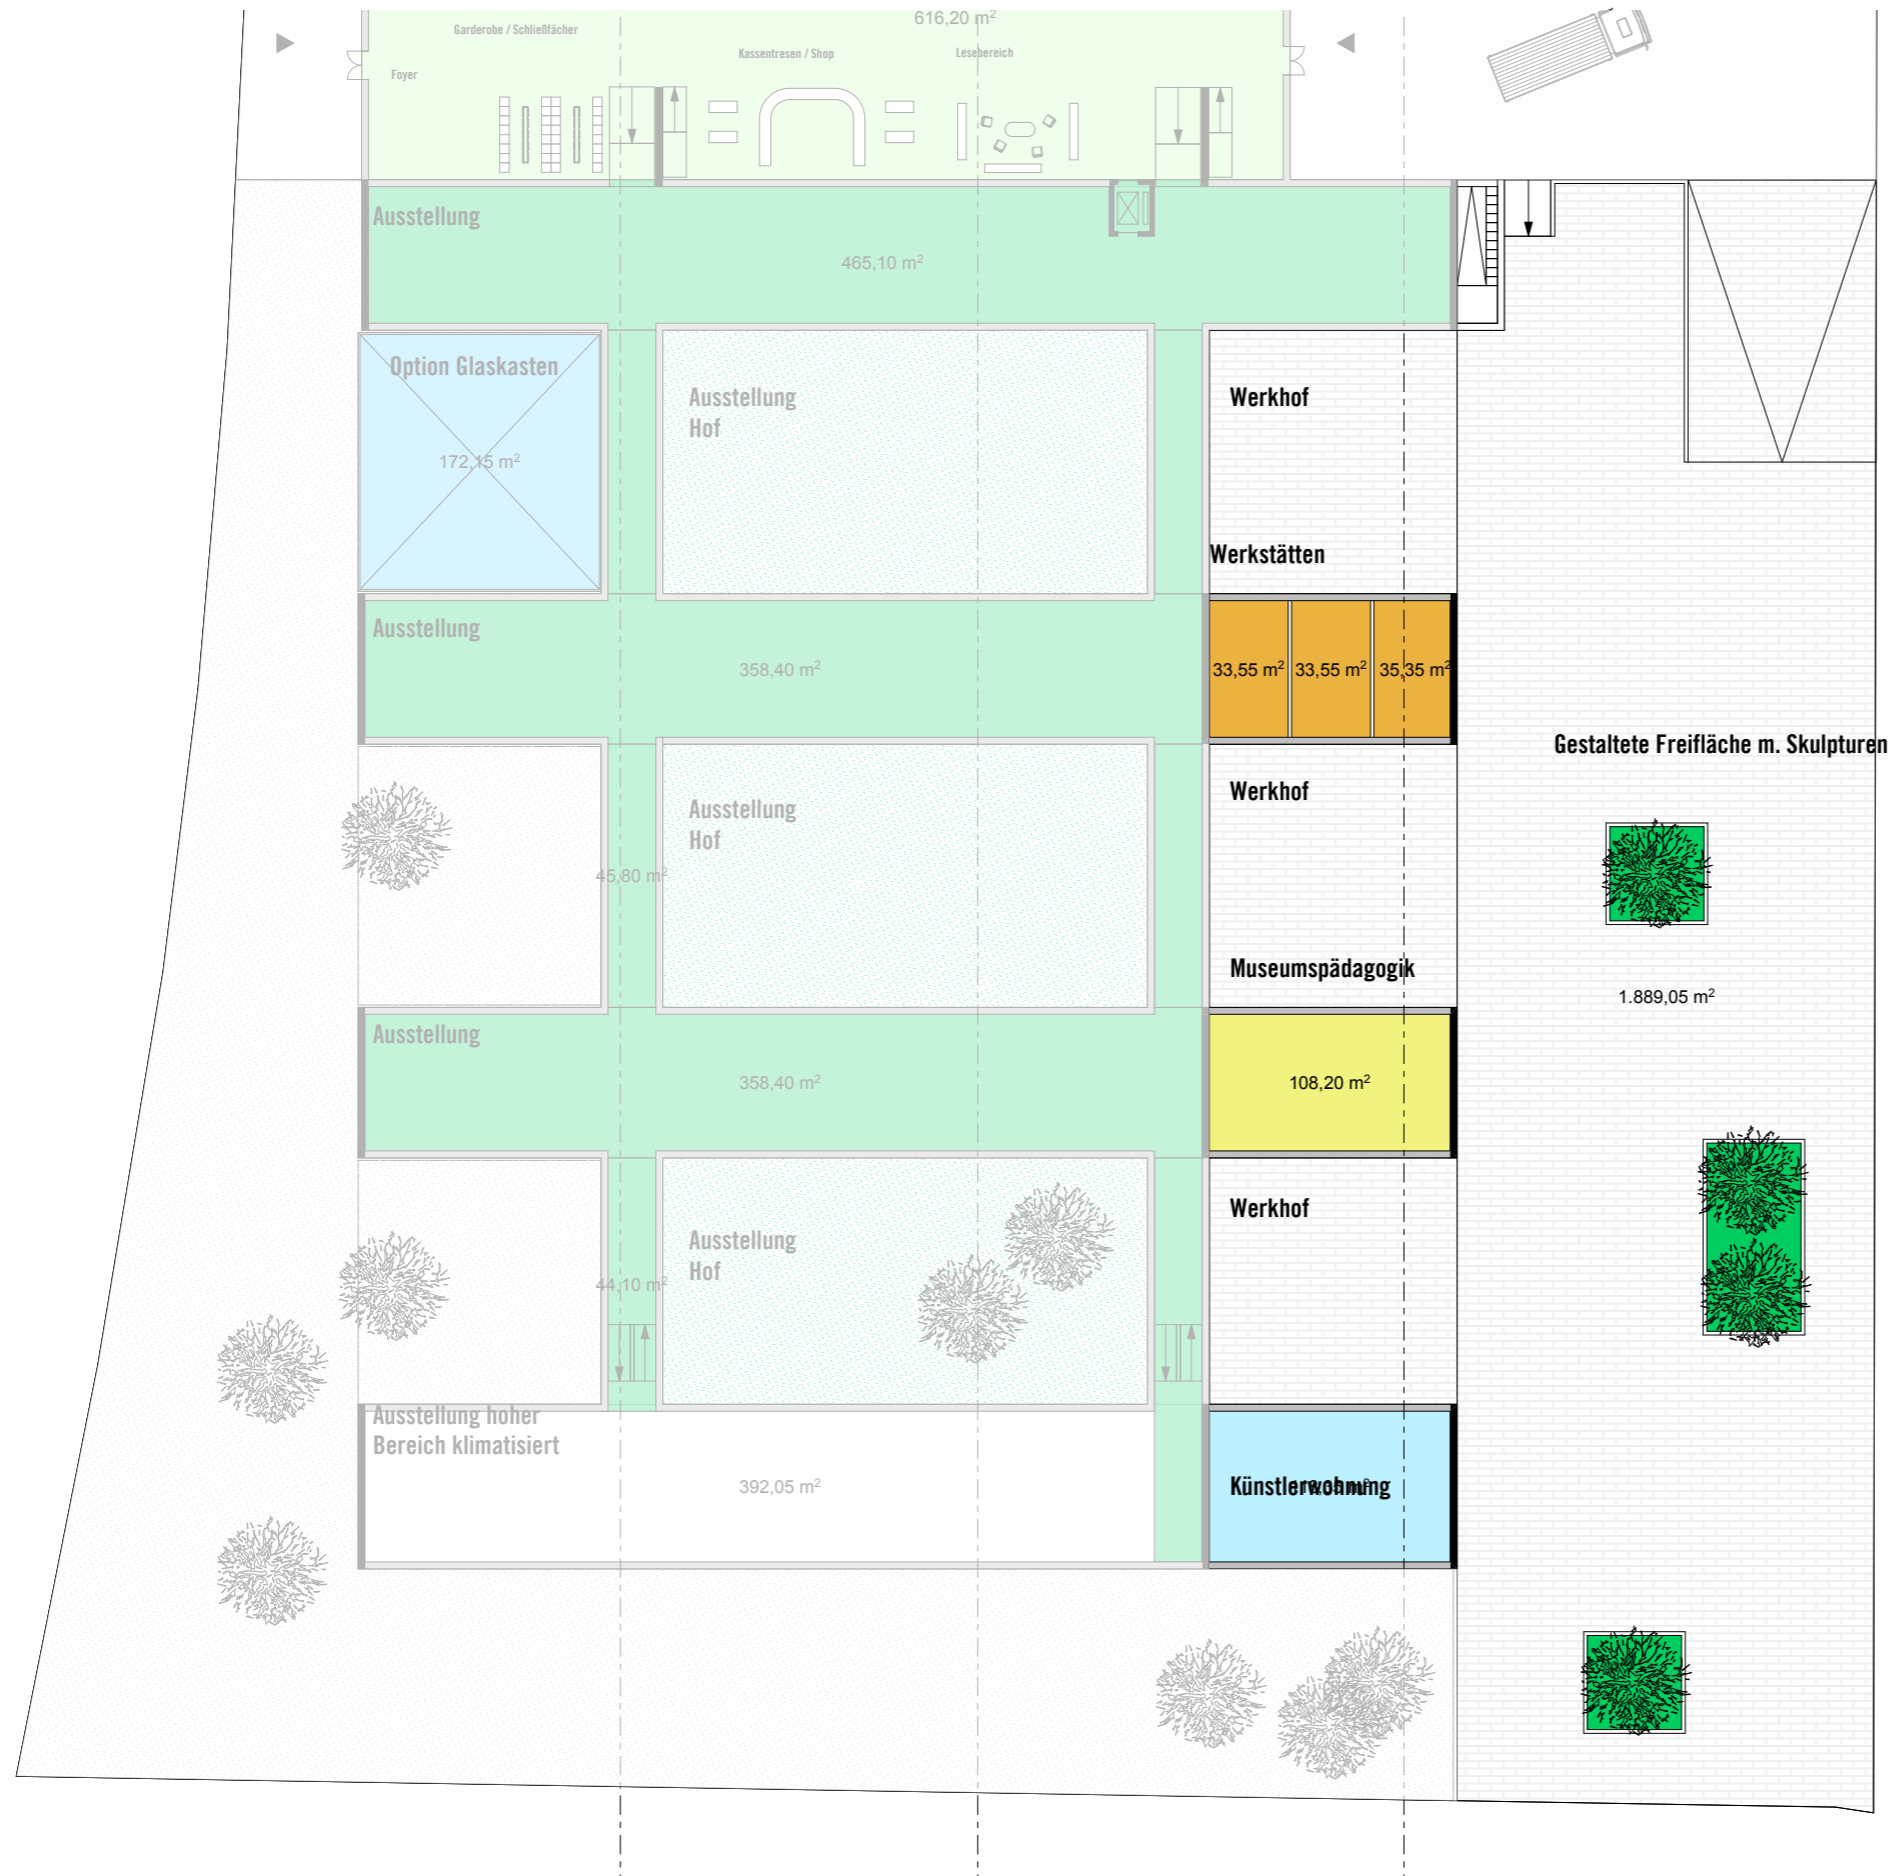 616,20 m²
Garderobe / Schließfächer
Kassentresen / Shop
Lesebereich
Foyer
Ausstellung
465,10 m²
Option Glaskasten
172,15 m²
Ausstellung
Hof
Werkhof
Werkstätten
Ausstellung
358,40 m²
33,55 m²
33,55 m²
35,35 m²
Gestaltete Freifläche m. Skulpturen
Ausstellung
Hof
Werkhof
45,80 m²
Museumspädagogik
1.889,05 m²
Ausstellung
358,40 m²
108,20 m²
Werkhof
Ausstellung
Hof
44,10 m²
Ausstellung hoher
Bereich klimatisiert
392,05 m²
Künstlerwohnung